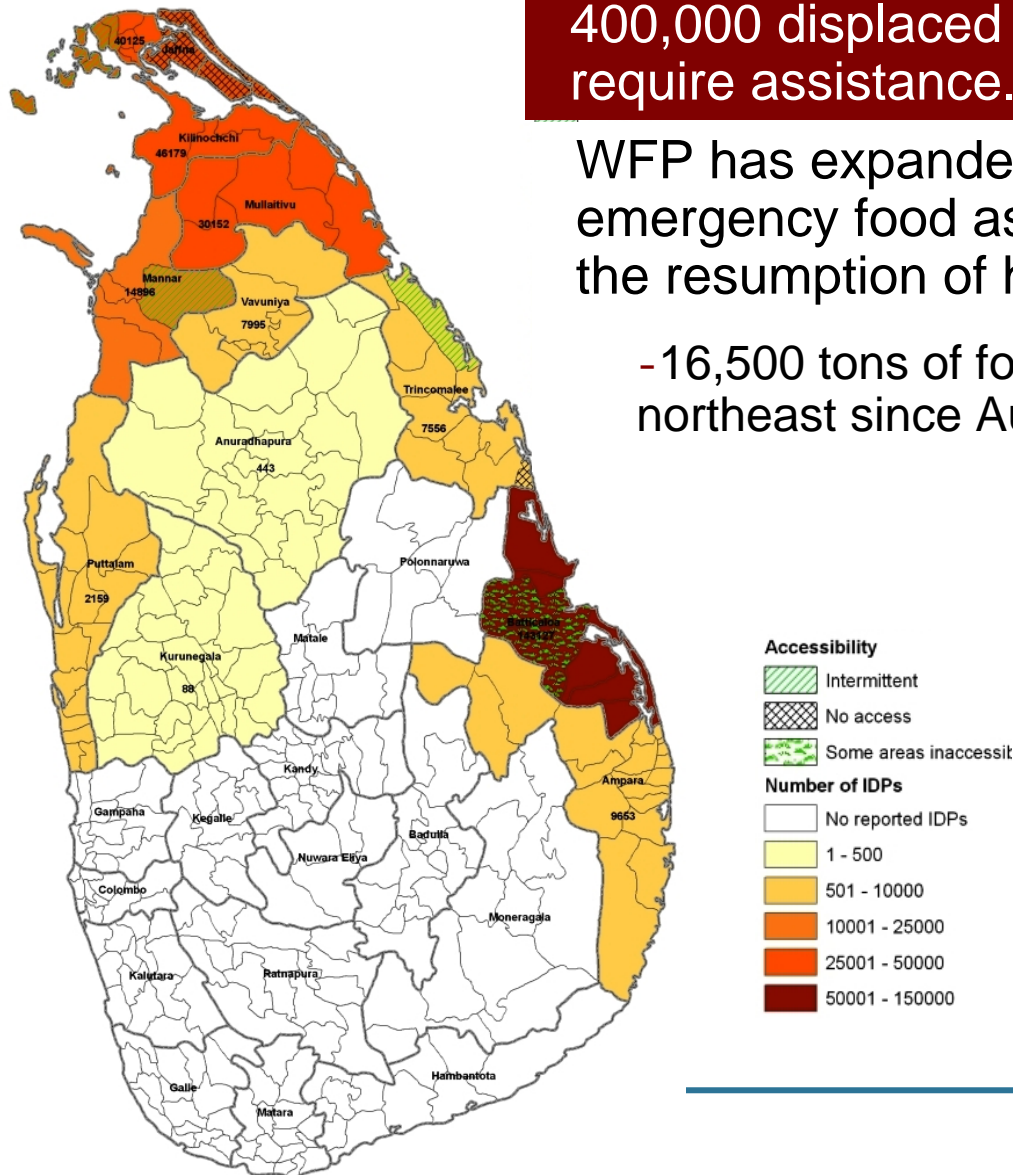 400,000 displaced
require assistance.
WFP has expande
emergency food as
the resumption of h
-16,500 tons of fo
northeast since Au
40125
Jaffna
Kilinochchi
46179
Mullaitivu
30152
Mannar
14896
Vavuniya
7995
Trincomalee
7556
Anuradhapura
443
Polonnaruwa
Puttalam
2159
Batticaloa
Matale
Kurunegala
88
Kandy
Ampara
9653
Gampaha
Kegalle
Badulla
Nuwara Eliya
Colombo
Moneragala
Kalutara
Ratnapura
Hambantota
Galle
Matara
Accessibility
Intermittent
No access
Some areas inaccessib
Number of IDPs
No reported IDPs
1 - 500
501 - 10000
10001 - 25000
25001 - 50000
50001 - 150000